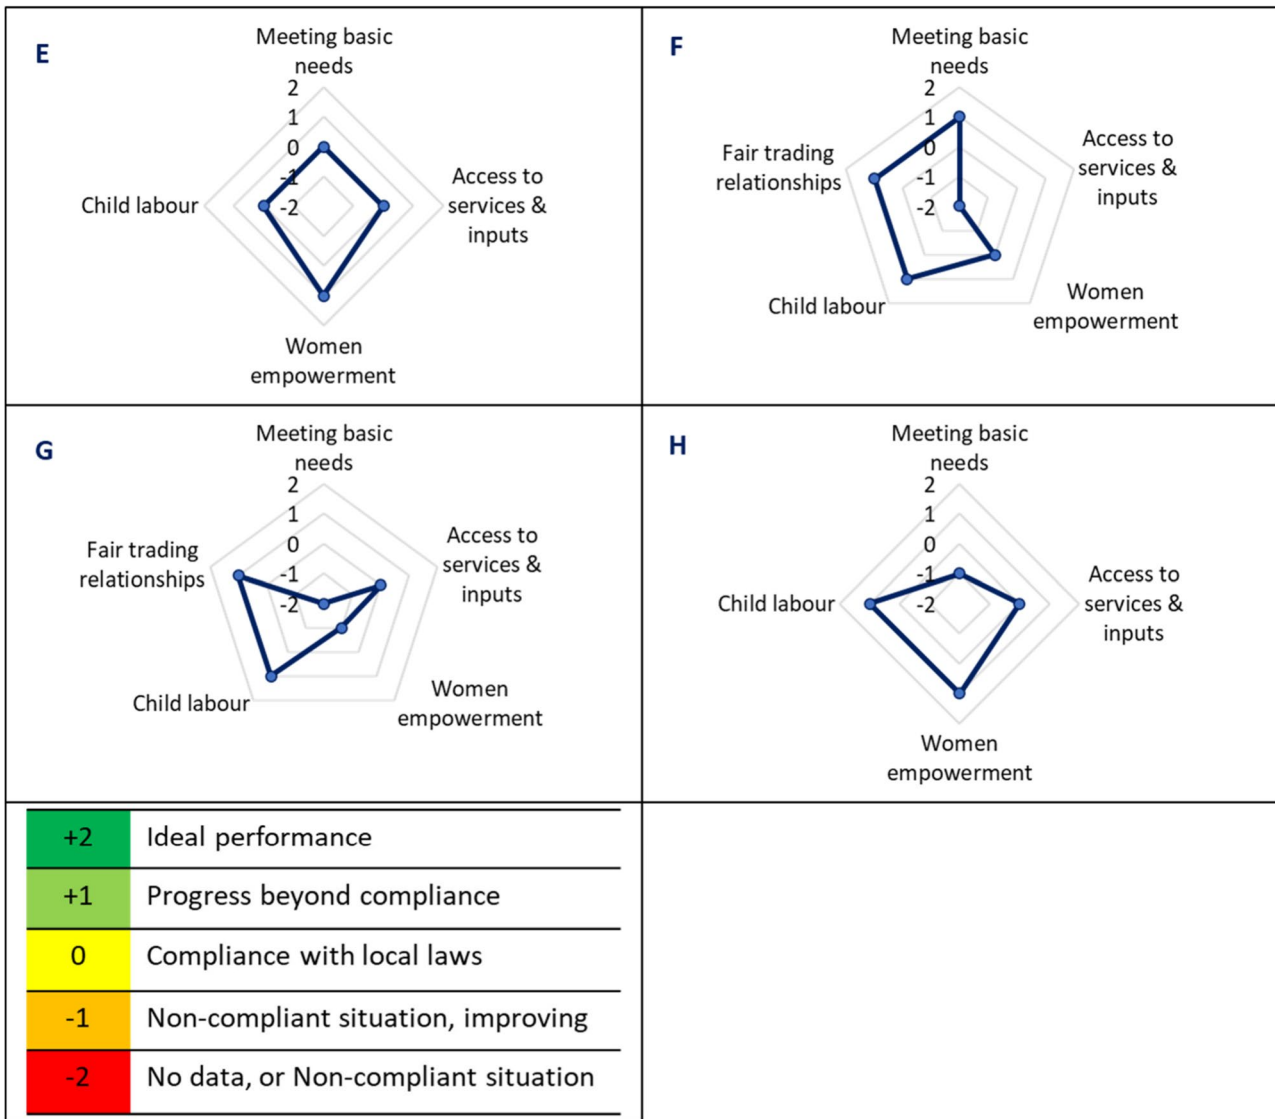 E
Meeting basic
needs
2
1
0
-1
-2
Access to
services &
inputs
Child labour
Women
empowerment
F
Meeting basic
needs
2
1
0
-1
-2
Access to
services &
inputs
Fair trading
relationships
Child labour
Women
empowerment
G
Meeting basic
needs
2
1
0
-1
-2
Access to
services &
inputs
Fair trading
relationships
Child labour
Women
empowerment
H
Meeting basic
needs
2
1
0
-1
-2
Access to
services &
inputs
Child labour
Women
empowerment
+2 Ideal performance
+1 Progress beyond compliance
0 Compliance with local laws
-1 Non-compliant situation, improving
-2 No data, or Non-compliant situation